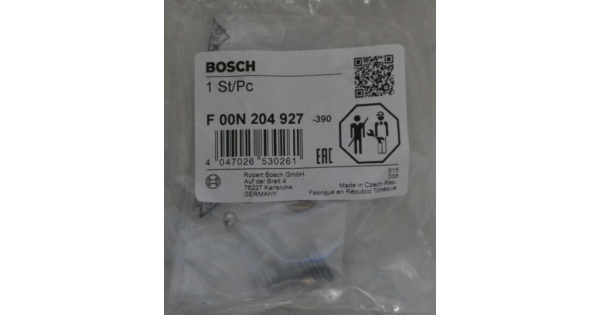 BOSCH
1 St/Pc
F 00N 204 927 -390
4 047026 530261
EAC
Robert Bosch GmbH
Auf der Breit 4
76227 Karlsruhe
GERMANY
Made in Czech Rep.
Fabriqué en République Tchèque